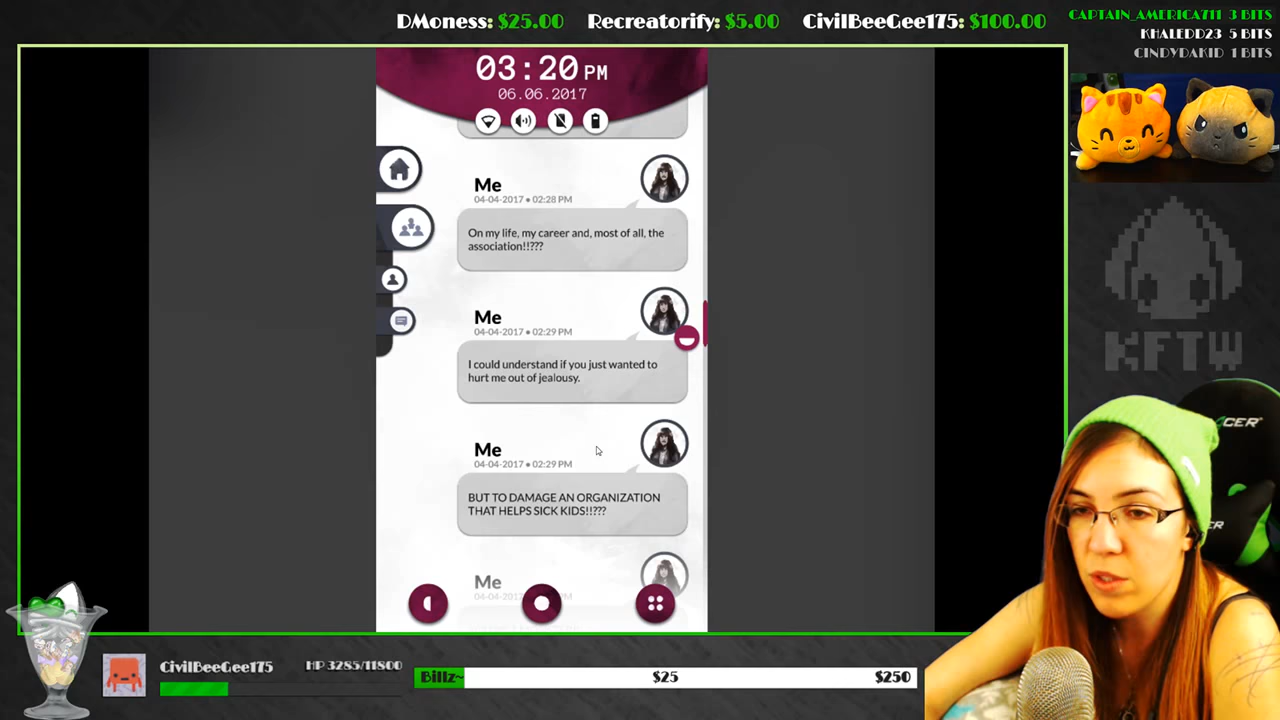 DMoness: $25.00 Recreatorify: $5.00 CivilBeeGee175: $100.00
CAPTAIN_AMERICA711 3 BITS
KHALEDD23 5 BITS
CINDYDAKID 1 BITS
03:20 PM
06.06.2017
Me
04-04-2017 • 02:28 PM
On my life, my career and, most of all, the
association!!???
Me
04-04-2017 • 02:29 PM
I could understand if you just wanted to
hurt me out of jealousy.
Me
04-04-2017 • 02:29 PM
BUT TO DAMAGE AN ORGANIZATION
THAT HELPS SICK KIDS!!???
Me
KFTW
CivilBeeGee175 HP 3285/11800
Billz~ $25 $250